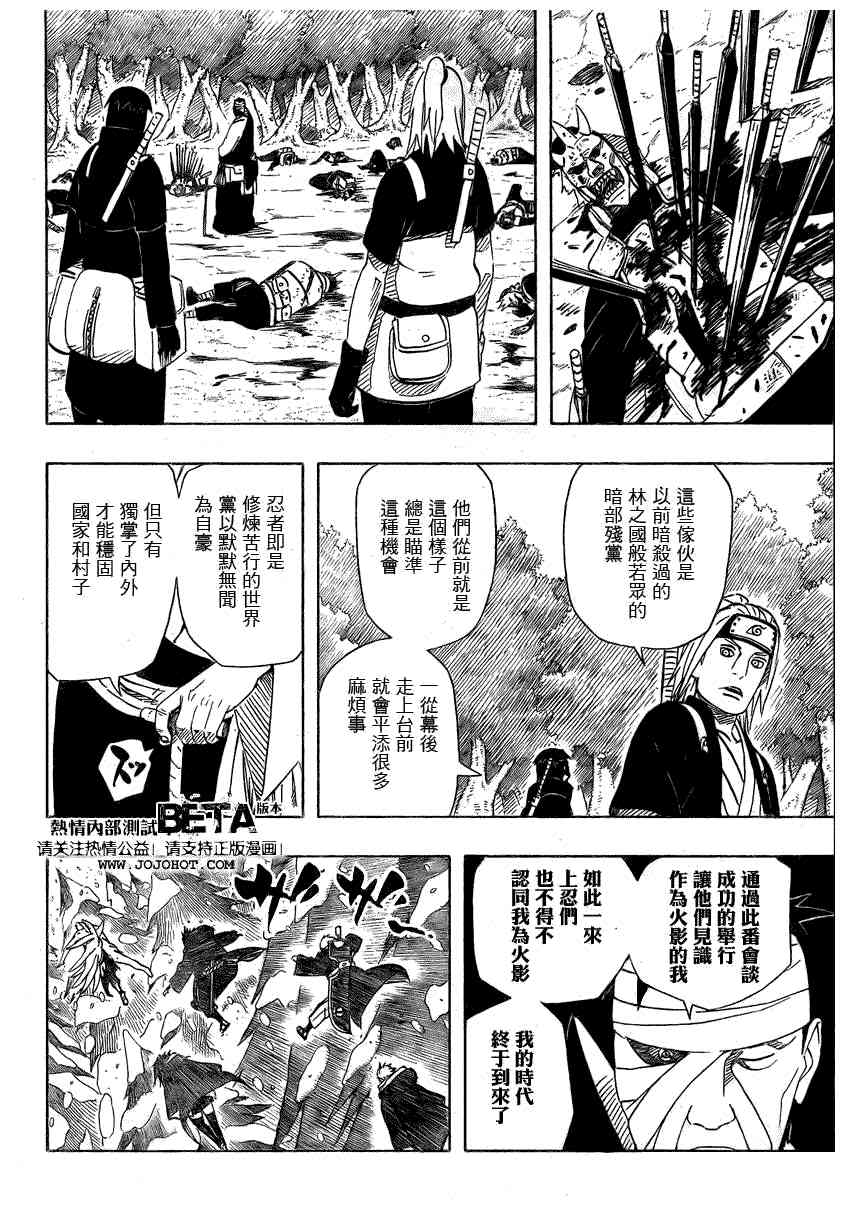 這些傢伙是
以前暗殺過的
林之國般若眾的
暗部殘黨
他們從前就是
這個樣子
總是瞄準
這種機會
一從幕後
走上台前
就會平添很多
麻煩事
忍者即是
修煉苦行的世界
黨以默默無聞
為自豪
但只有
獨掌了內外
才能穩固
國家和村子
ズッ
熱情內部測試BETA版本
请关注热情公益」请支持正版漫画」
WWW.JOJOHOT.COM
通過此番會談
成功的舉行
讓他們見識
作為火影的我
如此一來
上忍們
也不得不
認同我為火影
我的時代
終于到來了